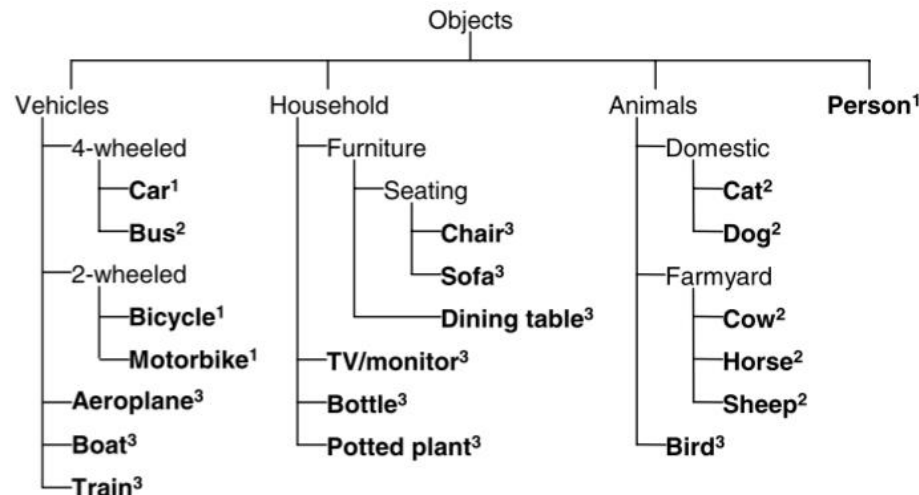 Objects
Vehicles
4-wheeled
Car¹
Bus²
2-wheeled
Bicycle¹
Motorbike¹
Aeroplane³
Boat³
Train³
Household
Furniture
Seating
Chair³
Sofa³
Dining table³
TV/monitor³
Bottle³
Potted plant³
Animals
Domestic
Cat²
Dog²
Farmyard
Cow²
Horse²
Sheep²
Bird³
Person¹